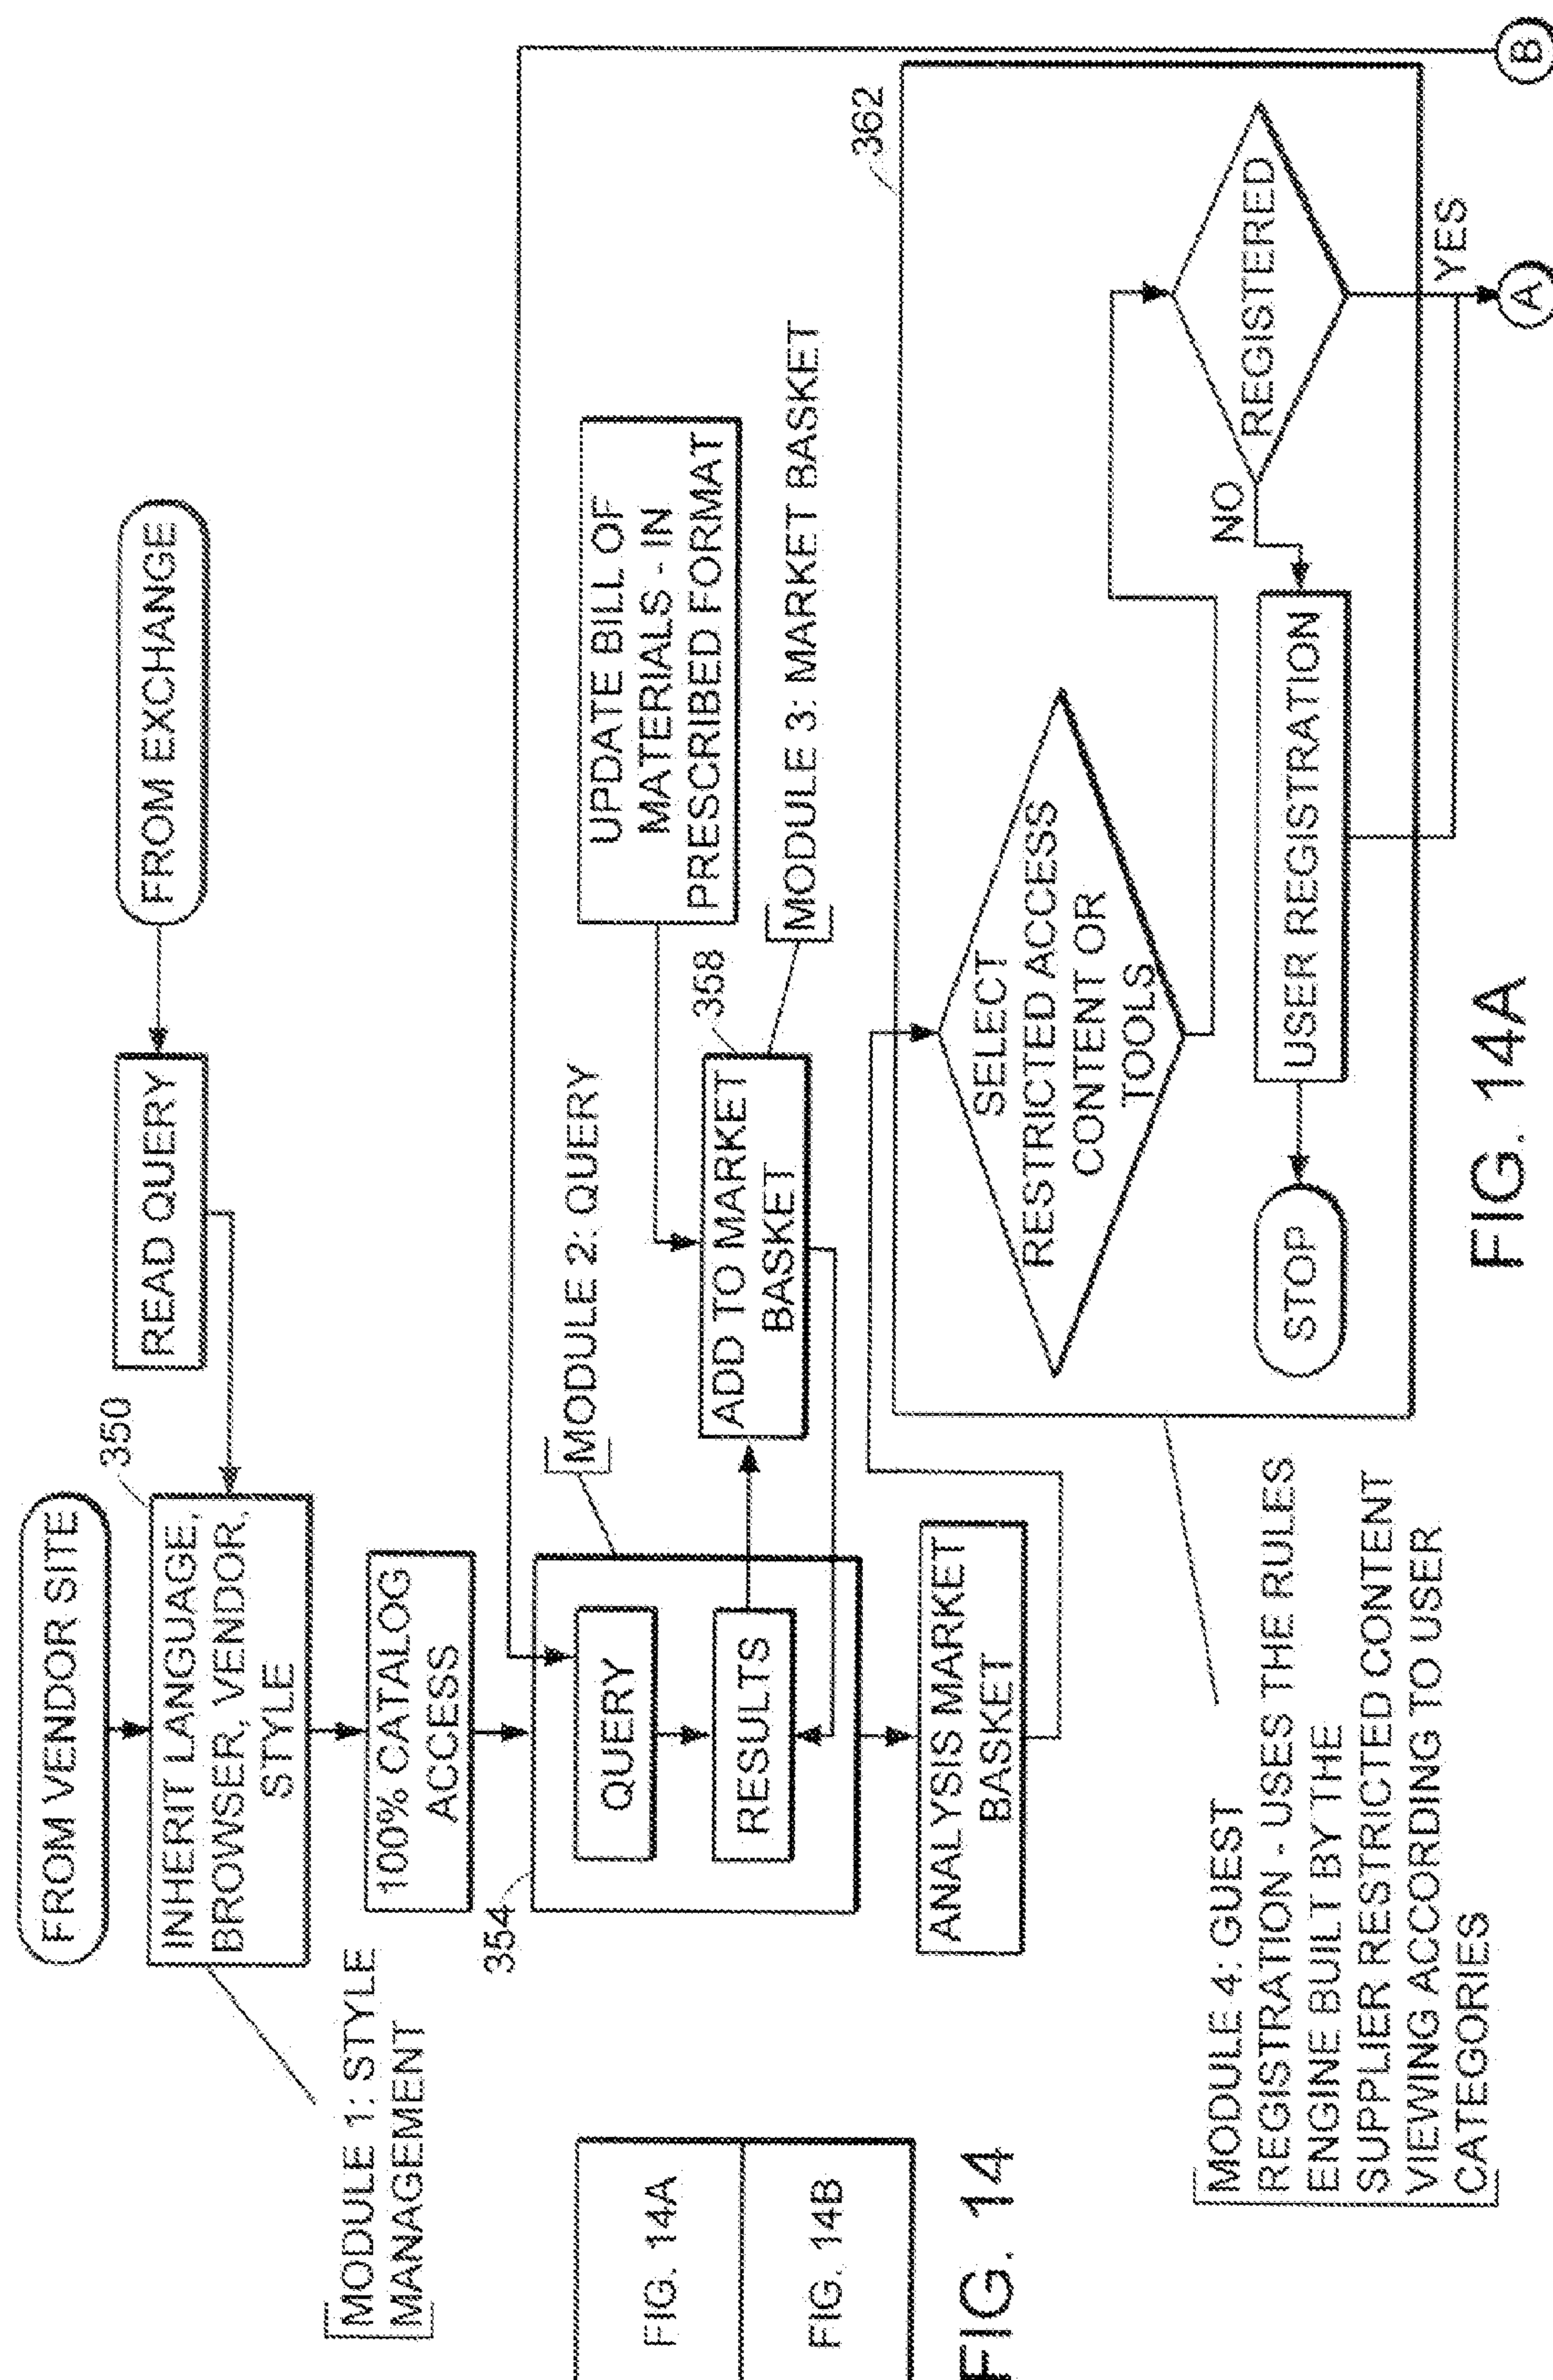 FROM VENDOR SITE
350
INHERIT LANGUAGE,
BROWSER, VENDOR,
STYLE
READ QUERY
FROM EXCHANGE
MODULE 1: STYLE
MANAGEMENT
100% CATALOG
ACCESS
354
MODULE 2: QUERY
QUERY
RESULTS
UPDATE BILL OF
MATERIALS - IN
PRESCRIBED FORMAT
358
ADD TO MARKET
BASKET
MODULE 3: MARKET BASKET
ANALYSIS MARKET
BASKET
362
SELECT
RESTRICTED ACCESS
CONTENT OR
TOOLS
REGISTERED
NO
YES
USER REGISTRATION
STOP
A
B
MODULE 4: GUEST
REGISTRATION - USES THE RULES
ENGINE BUILT BY THE
SUPPLIER RESTRICTED CONTENT
VIEWING ACCORDING TO USER
CATEGORIES
FIG. 14A
FIG. 14A
FIG. 14B
FIG. 14